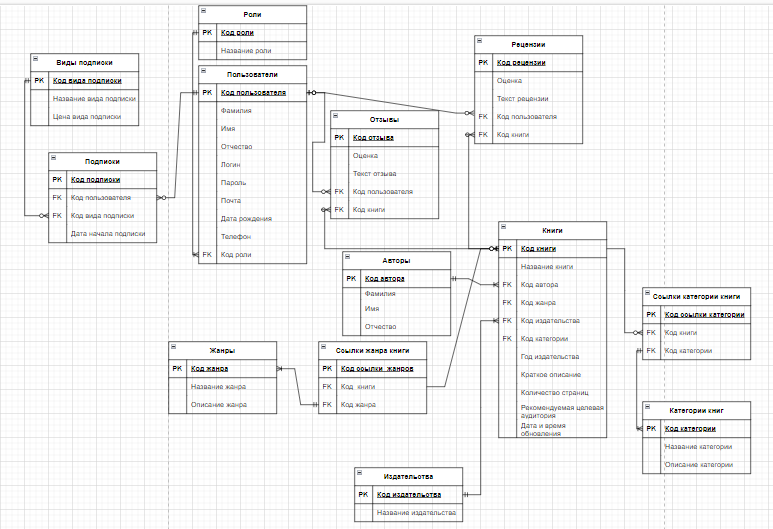 Роли
PK Код роли
Название роли
Виды подписки
PK Код вида подписки
Название вида подписки
Цена вида подписки
Пользователи
PK Код пользователя
Фамилия
Имя
Отчество
Логин
Пароль
Почта
Дата рождения
Телефон
FK Код роли
Рецензии
PK Код рецензии
Оценка
Текст рецензии
FK Код пользователя
FK Код книги
Отзывы
PK Код отзыва
Оценка
Текст отзыва
FK Код пользователя
FK Код книги
Подписки
PK Код подписки
FK Код пользователя
FK Код вида подписки
Дата начала подписки
Книги
PK Код книги
Название книги
FK Код автора
FK Код жанра
FK Код издательства
FK Код категории
Год издательства
Краткое описание
Количество страниц
Рекомендуемая целевая
аудитория
Дата и время
обновления
Авторы
PK Код автора
Фамилия
Имя
Отчество
Ссылки категории книги
PK Код ссылки категории
FK Код книги
FK Код категории
Жанры
PK Код жанра
Название жанра
Описание жанра
Ссылки жанра книги
PK Код ссылки_жанров
FK Код книги
FK Код жанра
Категории книг
PK Код категории
Название категории
Описание категории
Издательства
PK Код издательства
Название издательства